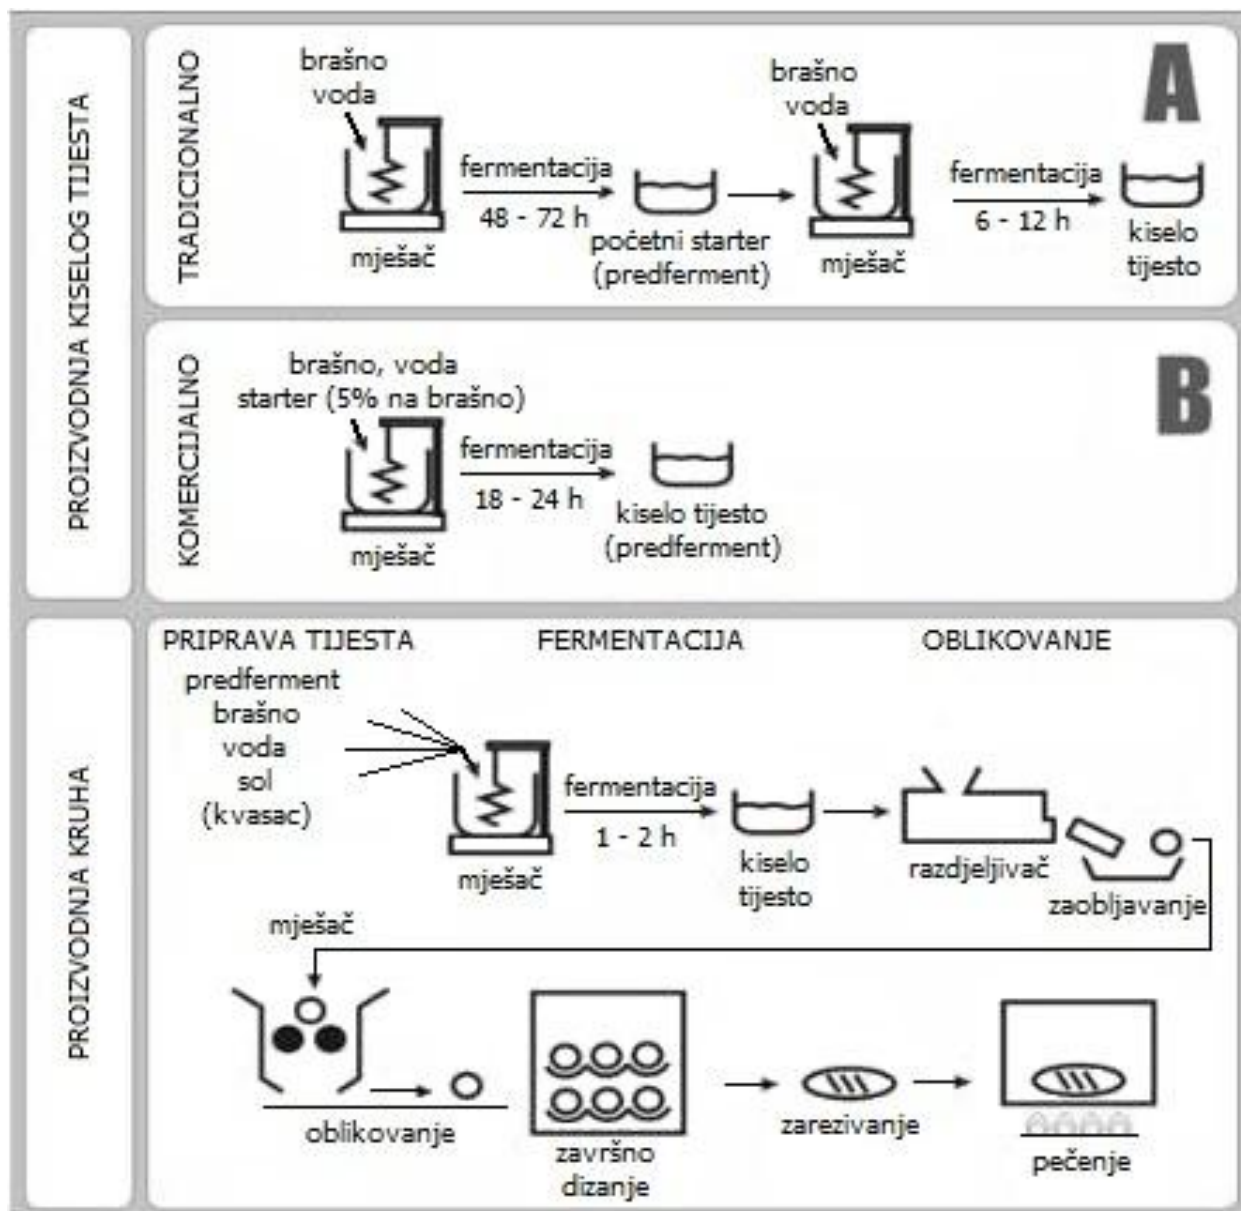 PROIZVODNJA KISELOG TIJESTA
TRADICIONALNO
A
brašno
voda
mješač
fermentacija
48 - 72 h
početni starter
(predferment)
brašno
voda
mješač
fermentacija
6 - 12 h
kiselo
tijesto
KOMERCIJALNO
B
brašno, voda
starter (5% na brašno)
mješač
fermentacija
18 - 24 h
kiselo tijesto
(predferment)
PROIZVODNJA KRUHA
PRIPRAVA TIJESTA
FERMENTACIJA
OBLIKOVANJE
predferment
brašno
voda
sol
(kvasac)
mješač
fermentacija
1 - 2 h
kiselo
tijesto
razdjeljivač
zaobljavanje
mješač
oblikovanje
završno
dizanje
zarezivanje
pečenje